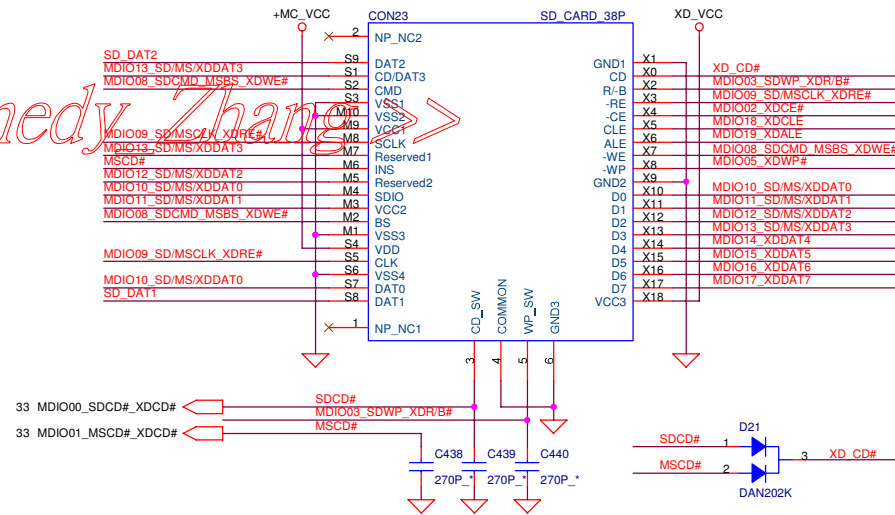 +MC_VCC CON23 SD_CARD_38P XD_VCC
2 NP_NC2
SD_DAT2 S9 DAT2 GND1 X1
MDIO13_SD/MS/XDDAT3 S1 CD/DAT3 CD X0 XD_CD#
MDIO08_SDCMD_MSBS_XDWE# S2 CMD R/-B X2 MDIO03_SDWP_XDR/B#
S3 VSS1 -RE X3 MDIO09_SD/MSCLK_XDRE#
M10 VSS2 -CE X4 MDIO02_XDCE#
M9 VCC1 CLE X5 MDIO18_XDCLE
MDIO09_SD/MSCLK_XDRE# M8 SCLK ALE X6 MDIO19_XDALE
MDIO13_SD/MS/XDDAT3 M7 Reserved1 -WE X7 MDIO08_SDCMD_MSBS_XDWE#
MSCD# M6 INS -WP X8 MDIO05_XDWP#
MDIO12_SD/MS/XDDAT2 M5 Reserved2 GND2 X9
MDIO10_SD/MS/XDDAT0 M4 SDIO D0 X10 MDIO10_SD/MS/XDDAT0
MDIO11_SD/MS/XDDAT1 M3 VCC2 D1 X11 MDIO11_SD/MS/XDDAT1
MDIO08_SDCMD_MSBS_XDWE# M2 BS D2 X12 MDIO12_SD/MS/XDDAT2
M1 VSS3 D3 X13 MDIO13_SD/MS/XDDAT3
S4 VDD D4 X14 MDIO14_XDDAT4
MDIO09_SD/MSCLK_XDRE# S5 CLK D5 X15 MDIO15_XDDAT5
S6 VSS4 D6 X16 MDIO16_XDDAT6
MDIO10_SD/MS/XDDAT0 S7 DAT0 D7 X17 MDIO17_XDDAT7
SD_DAT1 S8 DAT1 VCC3 X18
1 NP_NC1
CD_SW COMMON WP_SW GND3
3 4 5 6
nedy_Zhang>>
33 MDIO00_SDCD#_XDCD# SDCD#
MDIO03_SDWP_XDR/B#
33 MDIO01_MSCD#_XDCD# MSCD#
C438 C439 C440
270P_* 270P_* 270P_*
D21
SDCD# 1
3 XD_CD#
MSCD# 2
DAN202K